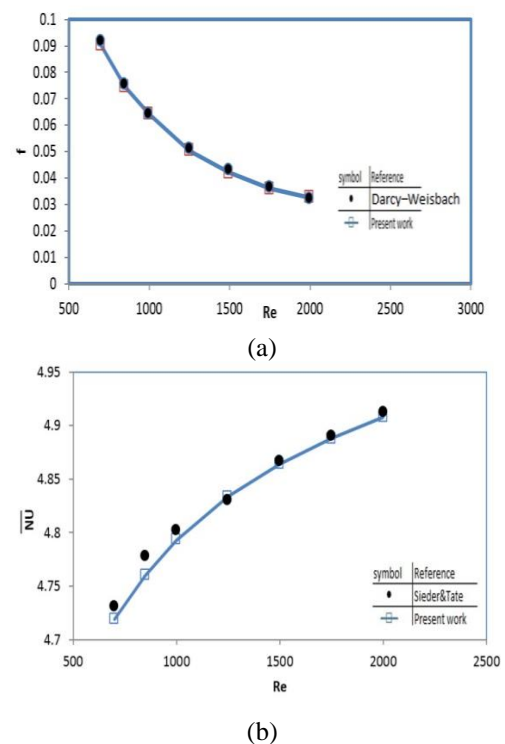 0.1
0.09
0.08
0.07
0.06
0.05
0.04
0.03
0.02
0.01
0
f
symbol Reference
Darcy–Weisbach
Present work
500 1000 1500 2000 2500 3000
Re
(a)
4.95
4.9
4.85
4.8
4.75
4.7
NU
symbol Reference
Sieder&Tate
Present work
500 1000 1500 2000 2500
Re
(b)